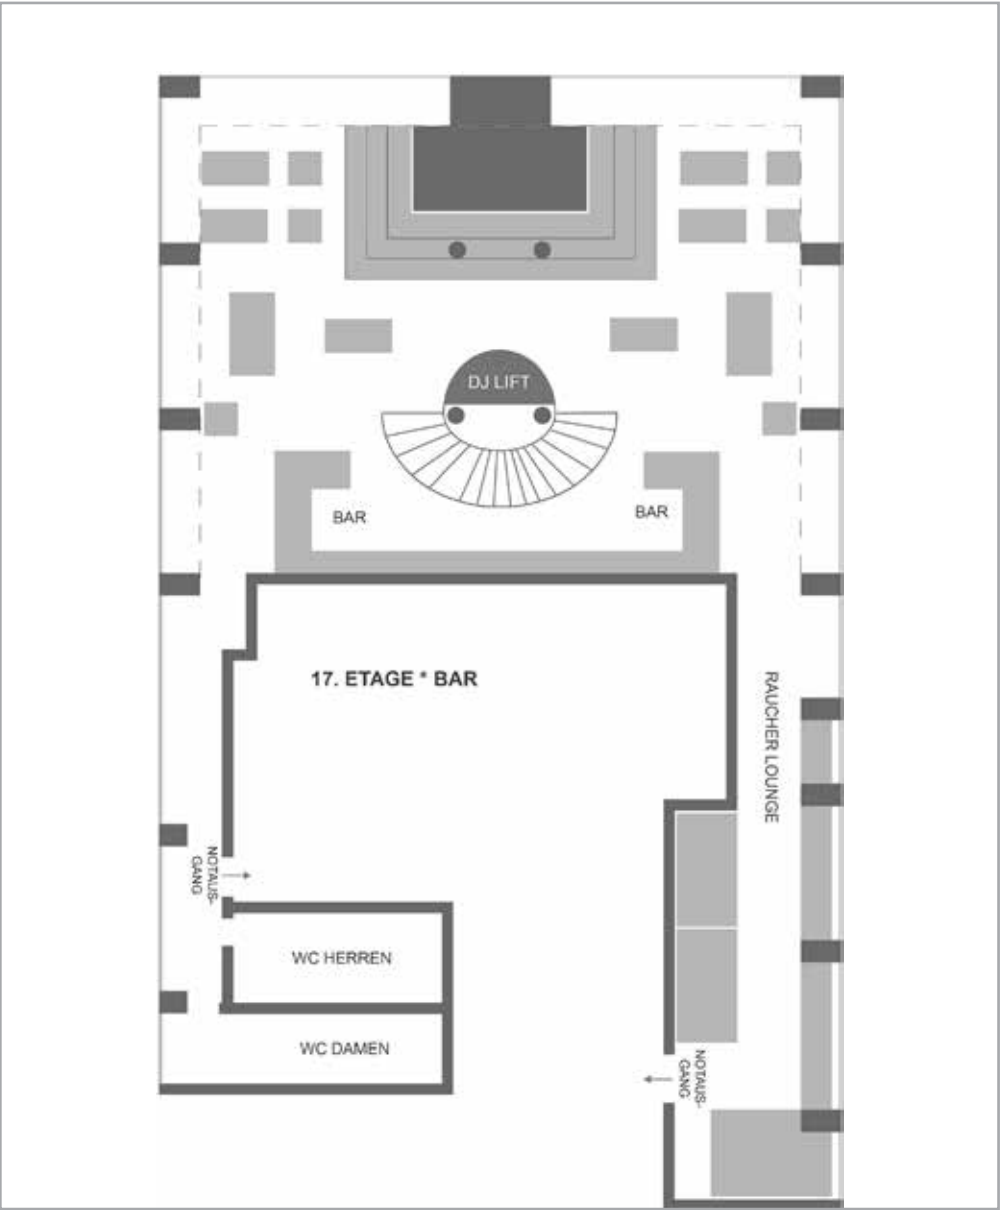 DJ LIFT
BAR
BAR
17. ETAGE * BAR
RAUCHER LOUNGE
NOTAUS-
GANG
WC HERREN
WC DAMEN
NOTAUS-
GANG